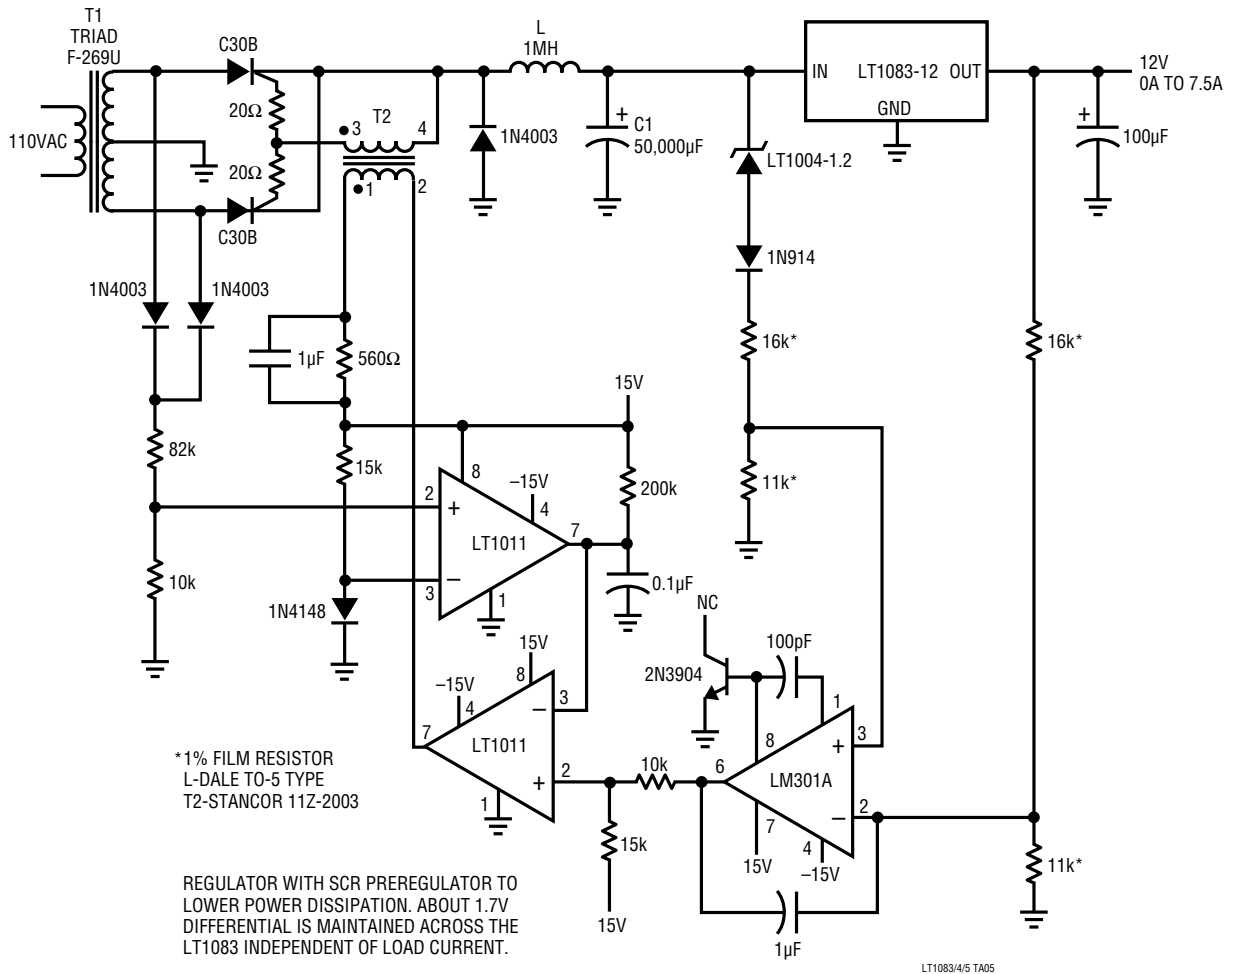 T1
TRIAD
F-269U
110VAC
C30B
20Ω
20Ω
C30B
T2
3
4
1
2
L
1MH
1N4003
+
C1
50,000µF
IN
LT1083-12
OUT
GND
12V
0A TO 7.5A
+
100µF
LT1004-1.2
1N914
16k*
11k*
16k*
11k*
1N4003
1N4003
82k
10k
1µF
560Ω
15k
1N4148
15V
200k
0.1µF
8
–15V
4
2
+
LT1011
7
–
3
1
15V
8
–15V
4
3
–
7
LT1011
+
2
1
10k
15k
15V
NC
2N3904
100pF
1
8
+
3
6
LM301A
–
2
7
15V
4
–15V
1µF
*1% FILM RESISTOR
L-DALE TO-5 TYPE
T2-STANCOR 11Z-2003
REGULATOR WITH SCR PREREGULATOR TO
LOWER POWER DISSIPATION. ABOUT 1.7V
DIFFERENTIAL IS MAINTAINED ACROSS THE
LT1083 INDEPENDENT OF LOAD CURRENT.
LT1083/4/5 TA05